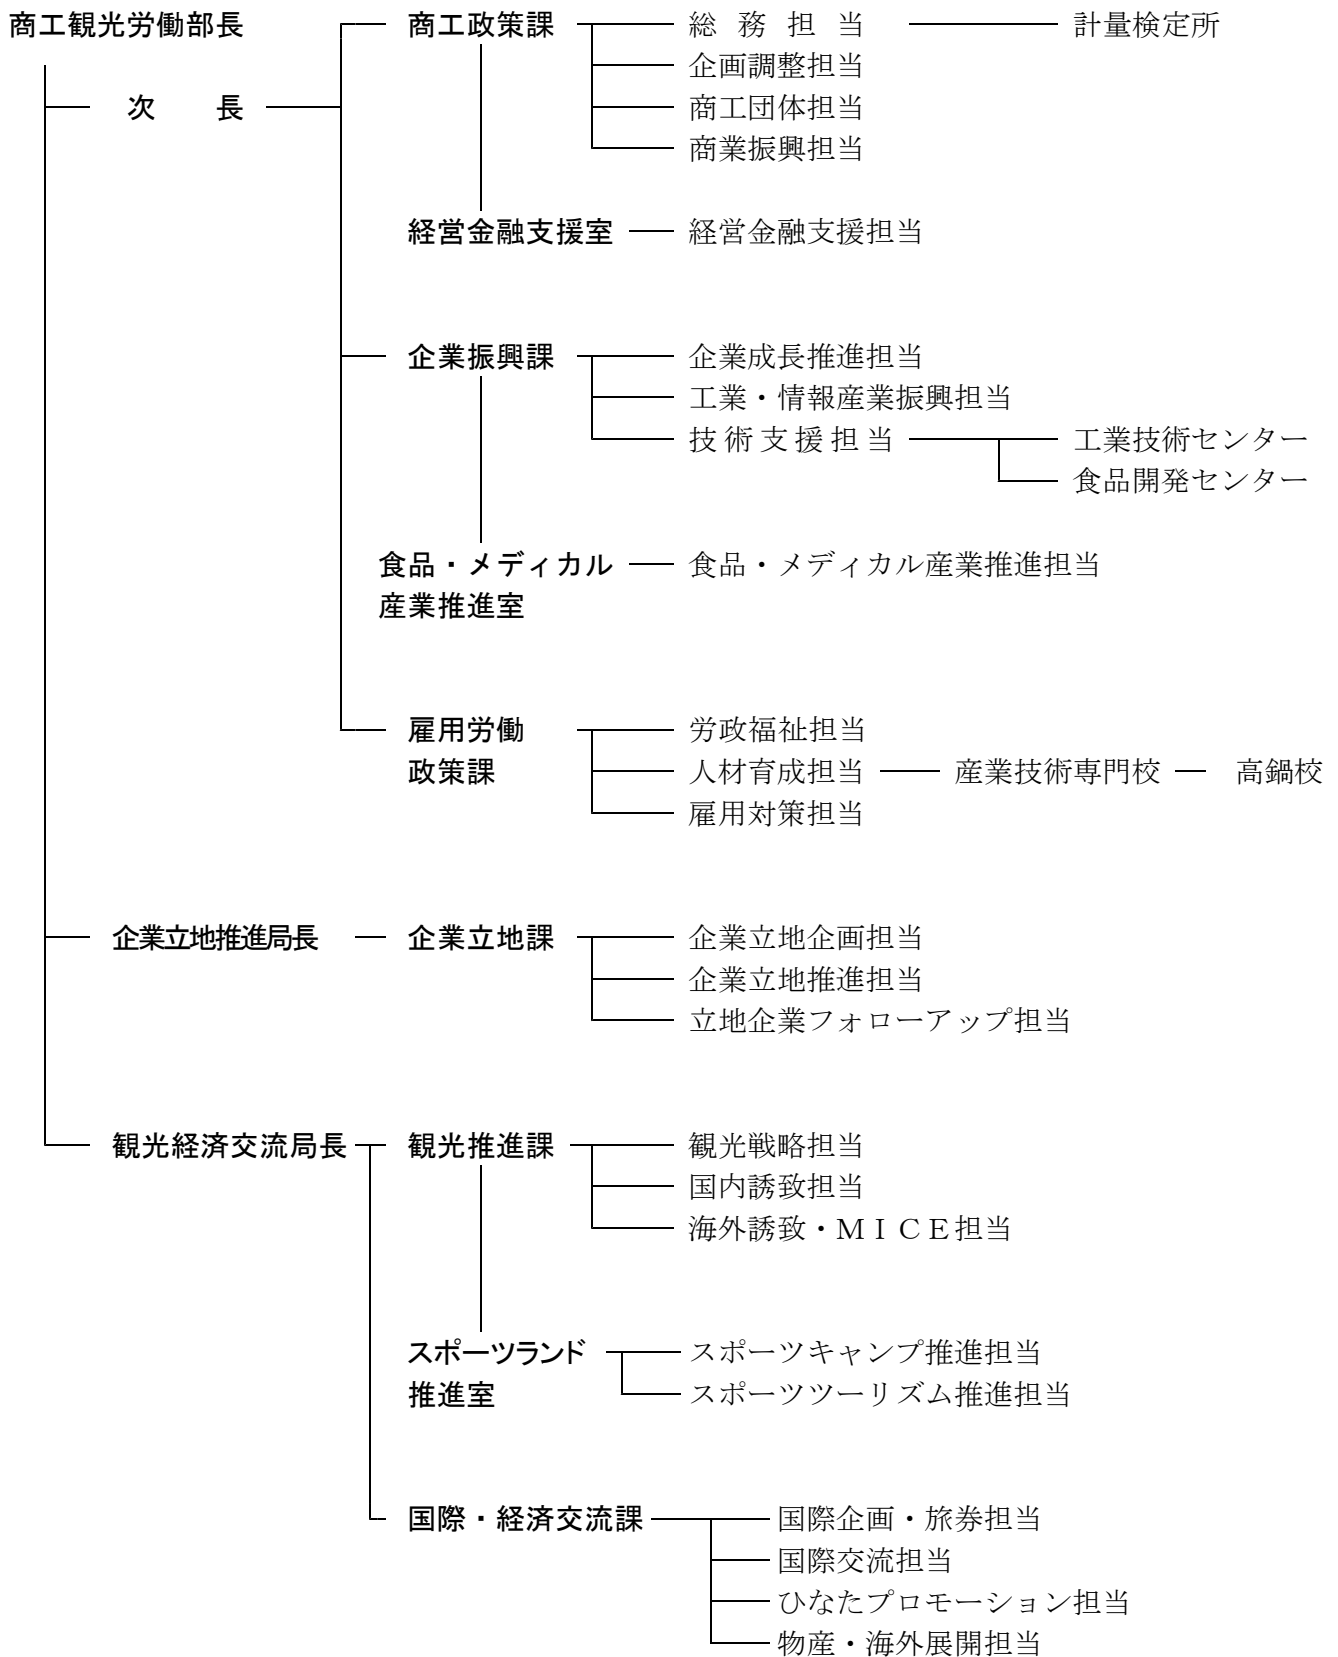 商工観光労働部長 商工政策課 総務担当 計量検定所
企画調整担当
次長 商工団体担当
商業振興担当
経営金融支援室 経営金融支援担当
企業振興課 企業成長推進担当
工業・情報産業振興担当
技術支援担当 工業技術センター
食品開発センター
食品・メディカル 食品・メディカル産業推進担当
産業推進室
雇用労働 労政福祉担当
政策課 人材育成担当 産業技術専門校 高鍋校
雇用対策担当
企業立地推進局長 企業立地課 企業立地企画担当
企業立地推進担当
立地企業フォローアップ担当
観光経済交流局長 観光推進課 観光戦略担当
国内誘致担当
海外誘致・MICE担当
スポーツランド スポーツキャンプ推進担当
推進室 スポーツツーリズム推進担当
国際・経済交流課 国際企画・旅券担当
国際交流担当
ひなたプロモーション担当
物産・海外展開担当